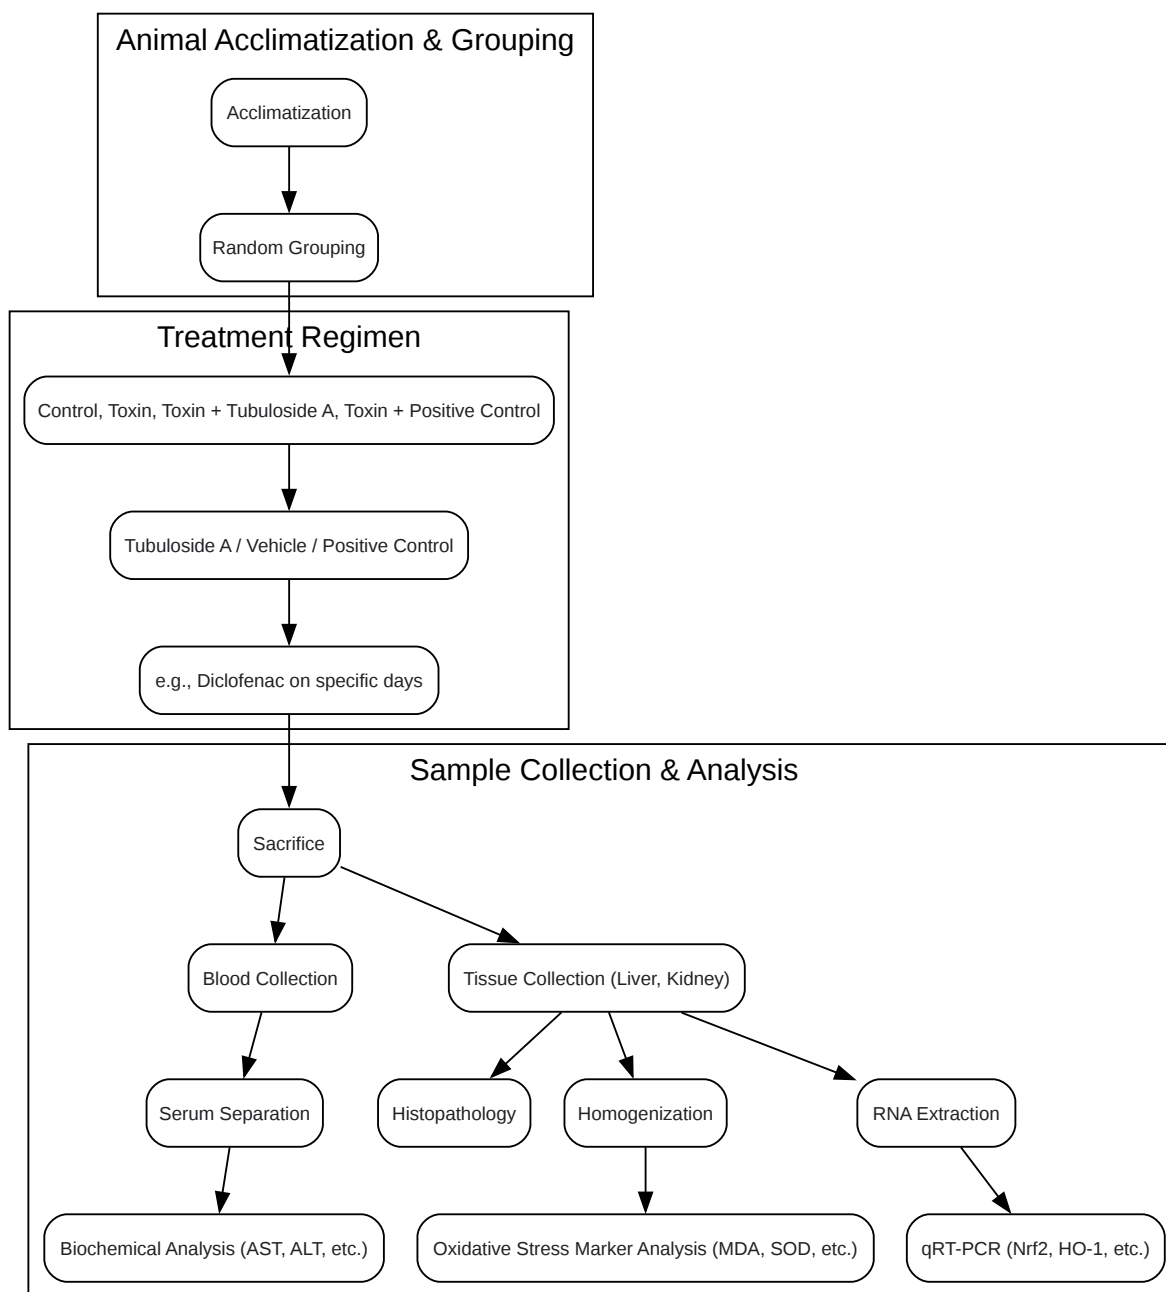 Animal Acclimatization & Grouping
Acclimatization
Random Grouping
Treatment Regimen
Control, Toxin, Toxin + Tubuloside A, Toxin + Positive Control
Tubuloside A / Vehicle / Positive Control
e.g., Diclofenac on specific days
Sample Collection & Analysis
Sacrifice
Blood Collection
Tissue Collection (Liver, Kidney)
Serum Separation
Histopathology
Homogenization
RNA Extraction
Biochemical Analysis (AST, ALT, etc.)
Oxidative Stress Marker Analysis (MDA, SOD, etc.)
qRT-PCR (Nrf2, HO-1, etc.)